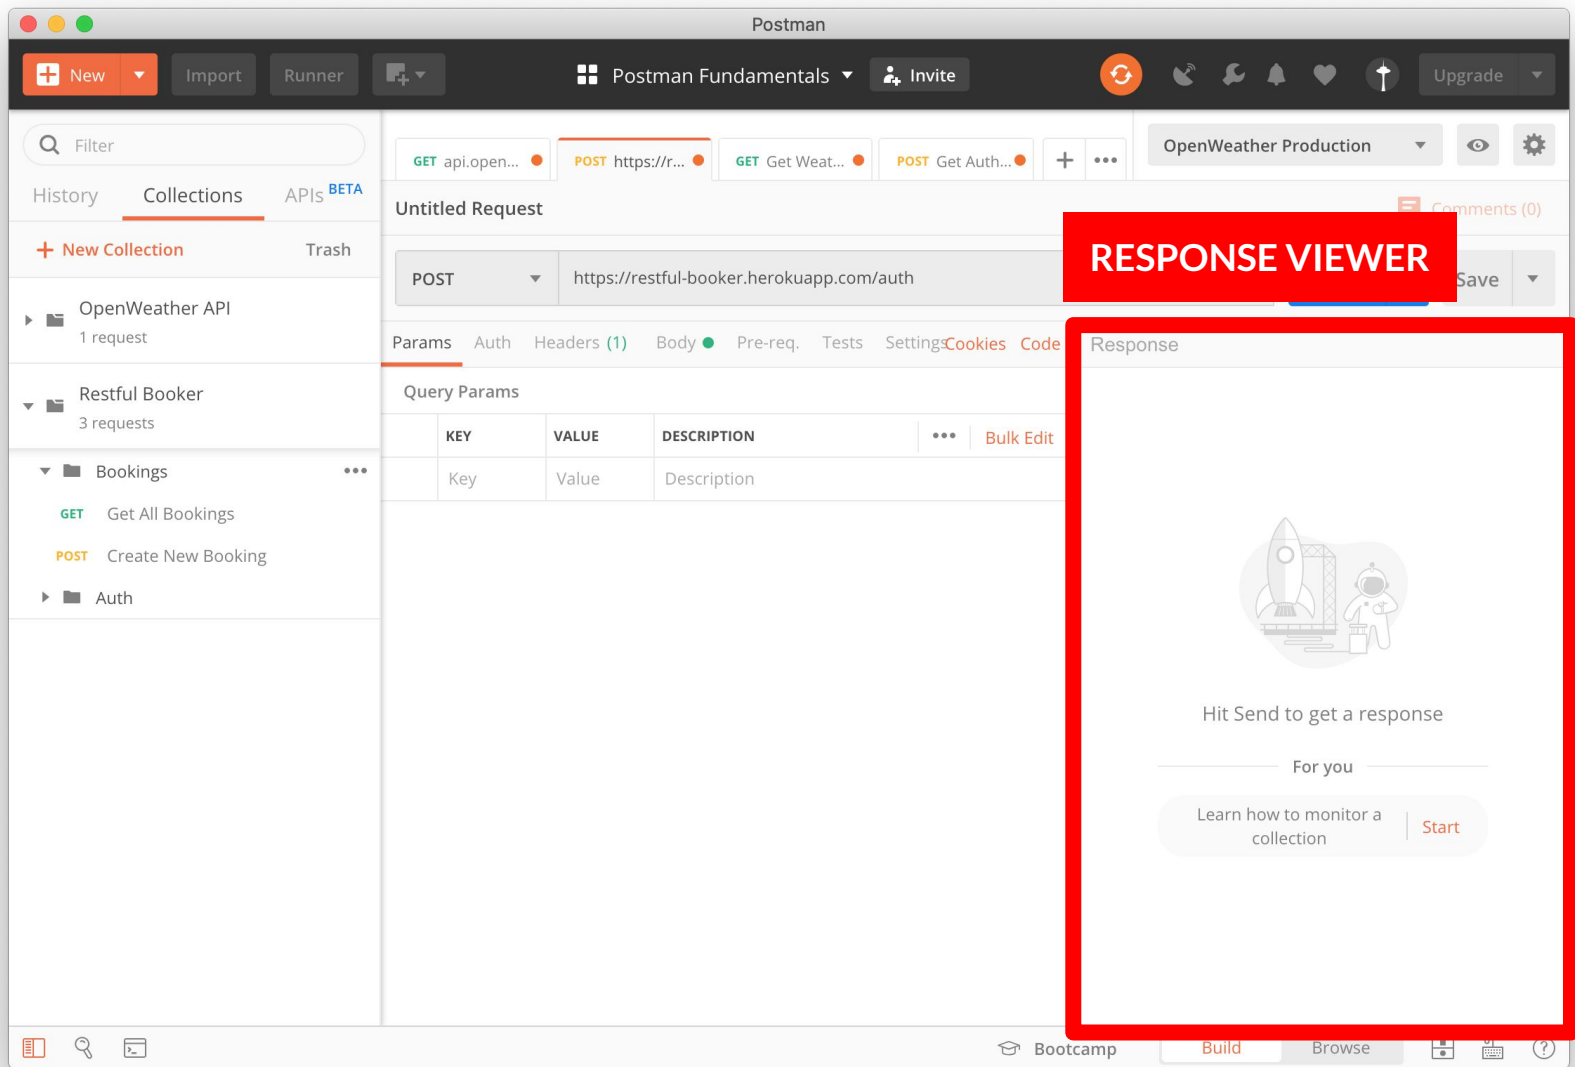 Postman
New
Import
Runner
Postman Fundamentals
Invite
Upgrade
Filter
History
Collections
APIs BETA
+ New Collection
Trash
OpenWeather API
1 request
Restful Booker
3 requests
Bookings
GET Get All Bookings
POST Create New Booking
Auth
GET api.open...
POST https://r...
GET Get Weat...
POST Get Auth...
OpenWeather Production
Untitled Request
Comments (0)
POST
https://restful-booker.herokuapp.com/auth
RESPONSE VIEWER
Save
Params Auth Headers (1) Body Pre-req. Tests Settings Cookies Code
Query Params
KEY VALUE DESCRIPTION Bulk Edit
Key Value Description
Response
Hit Send to get a response
For you
Learn how to monitor a
collection
Start
Bootcamp
Build
Browse